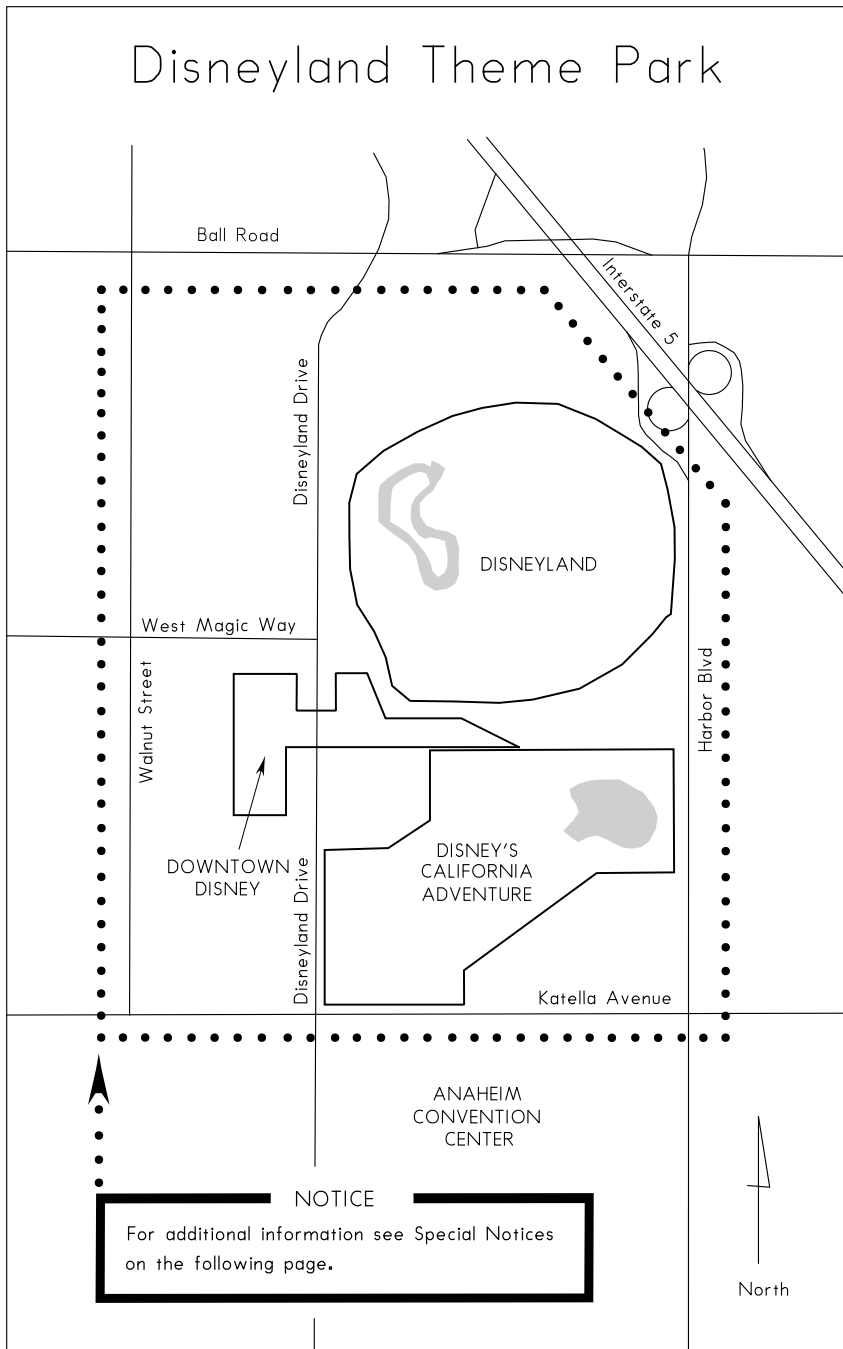 Disneyland Theme Park
Ball Road
Interstate 5
Disneyland Drive
DISNEYLAND
West Magic Way
Walnut Street
Harbor Blvd
DOWNTOWN
DISNEY
Disneyland Drive
DISNEY'S
CALIFORNIA
ADVENTURE
Katella Avenue
ANAHEIM
CONVENTION
CENTER
NOTICE
For additional information see Special Notices
on the following page.
North